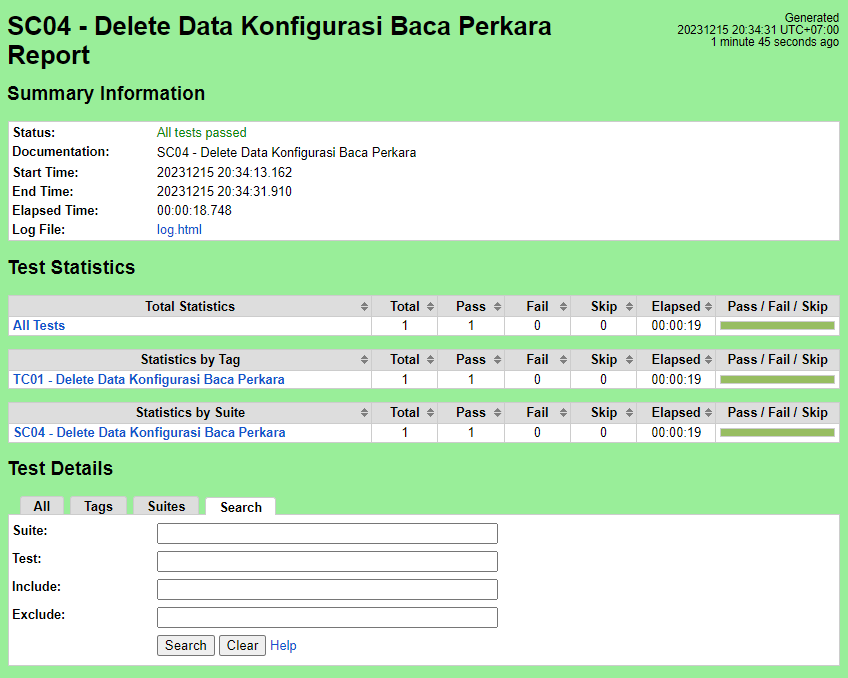 SC04 - Delete Data Konfigurasi Baca Perkara
Report
Generated
20231215 20:34:31 UTC+07:00
1 minute 45 seconds ago
Summary Information
Status: All tests passed
Documentation: SC04 - Delete Data Konfigurasi Baca Perkara
Start Time: 20231215 20:34:13.162
End Time: 20231215 20:34:31.910
Elapsed Time: 00:00:18.748
Log File: log.html
Test Statistics
Total Statistics Total Pass Fail Skip Elapsed Pass / Fail / Skip
All Tests 1 1 0 0 00:00:19
Statistics by Tag Total Pass Fail Skip Elapsed Pass / Fail / Skip
TC01 - Delete Data Konfigurasi Baca Perkara 1 1 0 0 00:00:19
Statistics by Suite Total Pass Fail Skip Elapsed Pass / Fail / Skip
SC04 - Delete Data Konfigurasi Baca Perkara 1 1 0 0 00:00:19
Test Details
All Tags Suites Search
Suite:
Test:
Include:
Exclude:
Search Clear Help